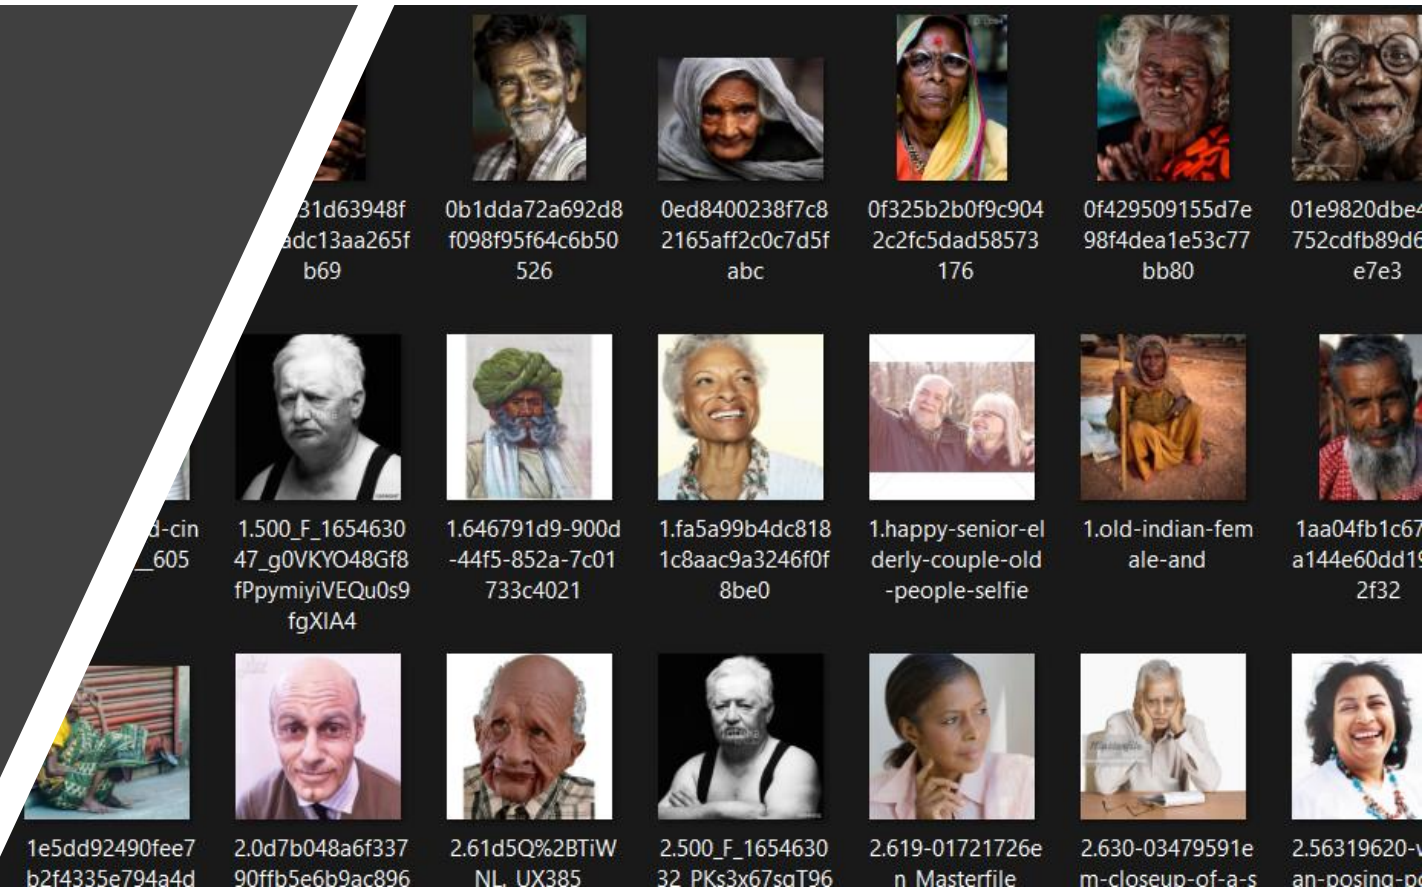 31d63948f
adc13aa265f
b69
0b1dda72a692d8
f098f95f64c6b50
526
0ed8400238f7c8
2165aff2c0c7d5f
abc
0f325b2b0f9c904
2c2fc5dad58573
176
0f429509155d7e
98f4dea1e53c77
bb80
01e9820dbe4
752cdfb89d6
e7e3
d-cin
_605
1.500_F_1654630
47_g0VKYO48Gf8
fPpymiyiVEQu0s9
fgXIA4
1.646791d9-900d
-44f5-852a-7c01
733c4021
1.fa5a99b4dc818
1c8aac9a3246f0f
8be0
1.happy-senior-el
derly-couple-old
-people-selfie
1.old-indian-fem
ale-and
1aa04fb1c67
a144e60dd19
2f32
Masterfile
1e5dd92490fee7
b2f4335e794a4d
2.0d7b048a6f337
90ffb5e6b9ac896
2.61d5Q%2BTiW
NL._UX385_
2.500_F_1654630
32_PKs3x67sqT96
2.619-01721726e
n_Masterfile
2.630-03479591e
m-closeup-of-a-s
2.56319620-w
an-posing-po